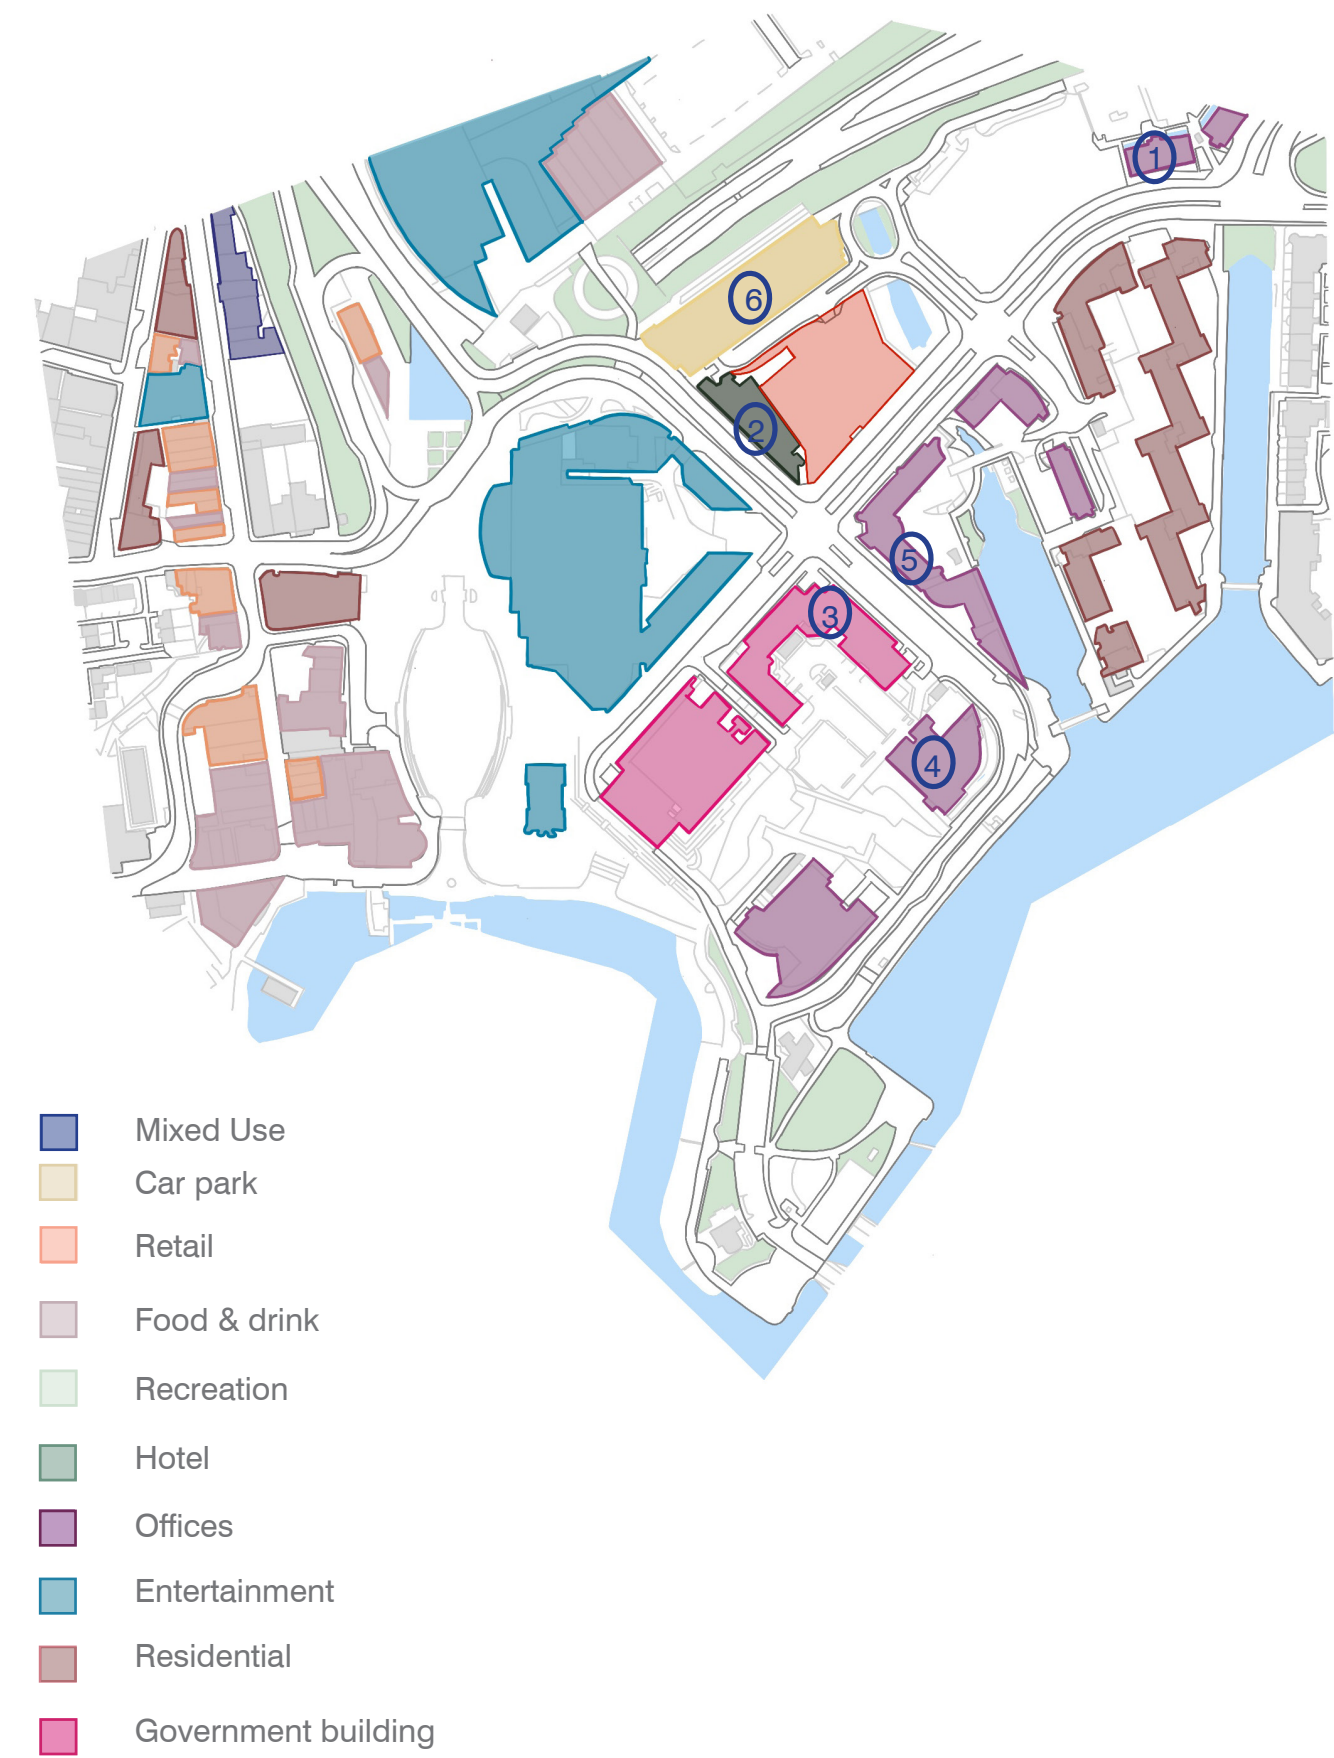 1
6
2
5
3
4
Mixed Use
Car park
Retail
Food & drink
Recreation
Hotel
Offices
Entertainment
Residential
Government building